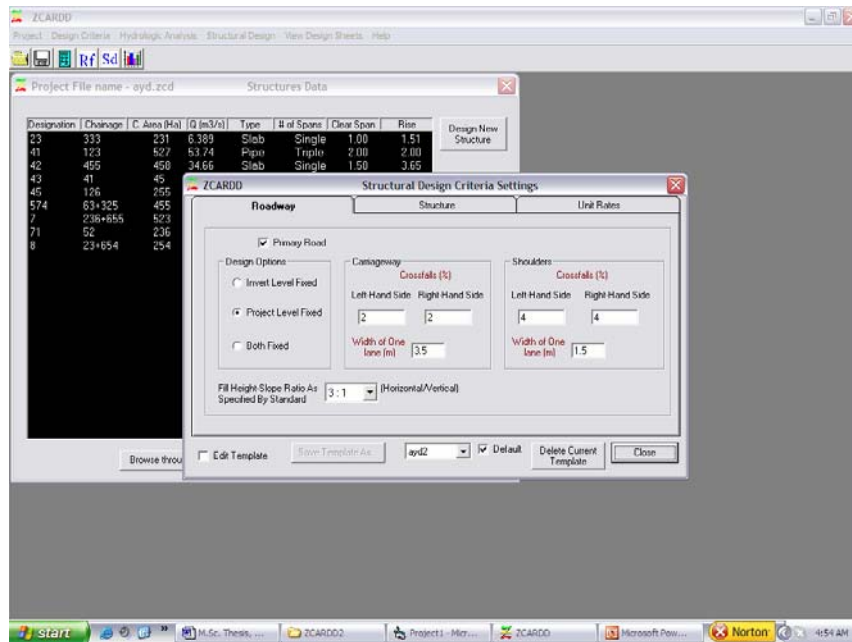 ZCARDD
Project Design Criteria Hydrologic Analysis Structural Design View Design Sheets Help
Rf Sd
Project File name - ayd.zcd Structures Data
Designation Chainage C. Area (Ha) Q (m3/s) Type # of Spans Clear Span Rise
Design New Structure
23 333 231 6.389 Slab Single 1.00 1.51
41 123 527 53.74 Pipe Triple 2.00 2.00
42 455 458 34.66 Slab Single 1.50 3.65
43 41 45
45 126 255
574 63+325 455
7 236+655 523
71 52 236
8 23+654 254
Browse throu
ZCARDD Structural Design Criteria Settings
Roadway Structure Unit Rates
Primary Road
Design Options
Invert Level Fixed
Project Level Fixed
Both Fixed
Carriageway
Crossfalls (%)
Left-Hand Side Right-Hand Side
2 2
Width of One lane (m) 3.5
Shoulders
Crossfalls (%)
Left-Hand Side Right-Hand Side
4 4
Width of One lane (m) 1.5
Fill Height-Slope Ratio As Specified By Standard 3 : 1 (Horizontal/Vertical)
Edit Template Save Template As ayd2 Default Delete Current Template Close
start M.Sc. Thesis, ... ZCARDD2 Project1 - Micr... ZCARDD Microsoft Pow... Norton 4:54 AM